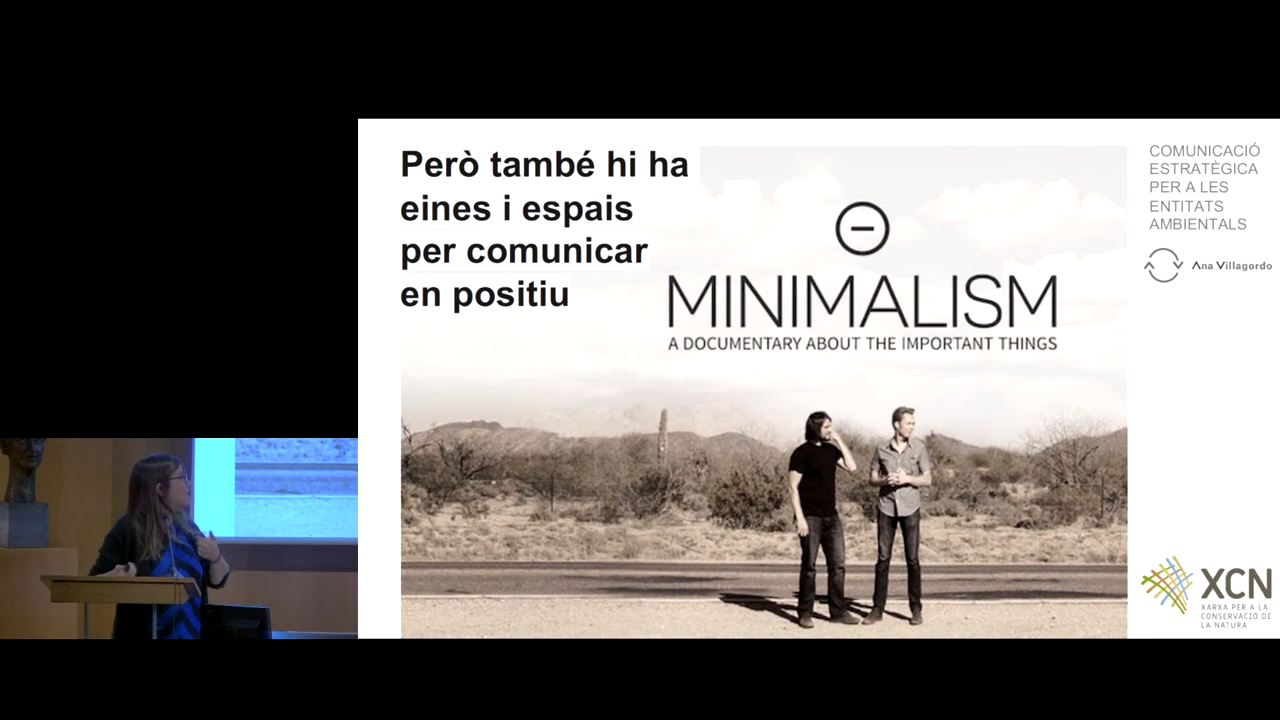 Però també hi ha
eines i espais
per comunicar
en positiu
MINIMALISM
A DOCUMENTARY ABOUT THE IMPORTANT THINGS
COMUNICACIÓ
ESTRATÈGICA
PER A LES
ENTITATS
AMBIENTALS
Ana Villagordo
XCN
XARXA PER A LA
CONSERVACIÓ DE
LA NATURA